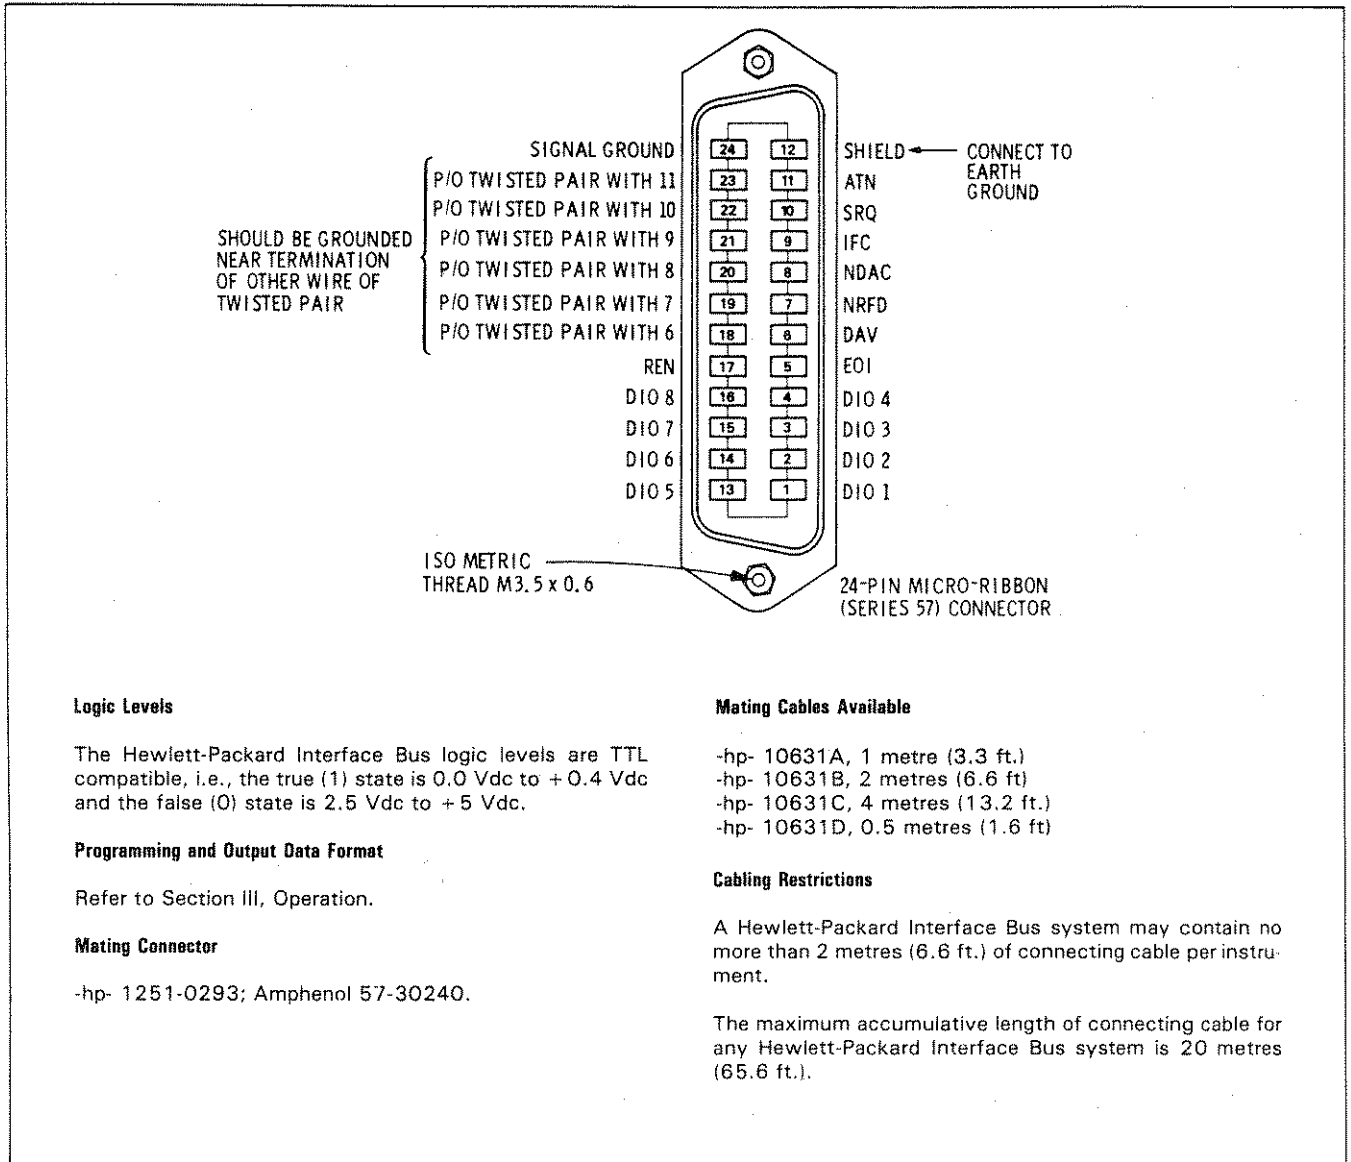 SIGNAL GROUND 24 12 SHIELD CONNECT TO EARTH GROUND
P/O TWISTED PAIR WITH 11 23 11 ATN
P/O TWISTED PAIR WITH 10 22 10 SRQ
P/O TWISTED PAIR WITH 9 21 9 IFC
P/O TWISTED PAIR WITH 8 20 8 NDAC
P/O TWISTED PAIR WITH 7 19 7 NRFD
P/O TWISTED PAIR WITH 6 18 6 DAV
SHOULD BE GROUNDED
NEAR TERMINATION
OF OTHER WIRE OF
TWISTED PAIR
REN 17 5 EOI
DIO 8 16 4 DIO 4
DIO 7 15 3 DIO 3
DIO 6 14 2 DIO 2
DIO 5 13 1 DIO 1
ISO METRIC
THREAD M3.5 x 0.6
24-PIN MICRO-RIBBON
(SERIES 57) CONNECTOR
Logic Levels
The Hewlett-Packard Interface Bus logic levels are TTL
compatible, i.e., the true (1) state is 0.0 Vdc to +0.4 Vdc
and the false (0) state is 2.5 Vdc to +5 Vdc.
Programming and Output Data Format
Refer to Section III, Operation.
Mating Connector
-hp- 1251-0293; Amphenol 57-30240.
Mating Cables Available
-hp- 10631A, 1 metre (3.3 ft.)
-hp- 10631B, 2 metres (6.6 ft)
-hp- 10631C, 4 metres (13.2 ft.)
-hp- 10631D, 0.5 metres (1.6 ft)
Cabling Restrictions
A Hewlett-Packard Interface Bus system may contain no
more than 2 metres (6.6 ft.) of connecting cable per instru-
ment.
The maximum accumulative length of connecting cable for
any Hewlett-Packard Interface Bus system is 20 metres
(65.6 ft.).